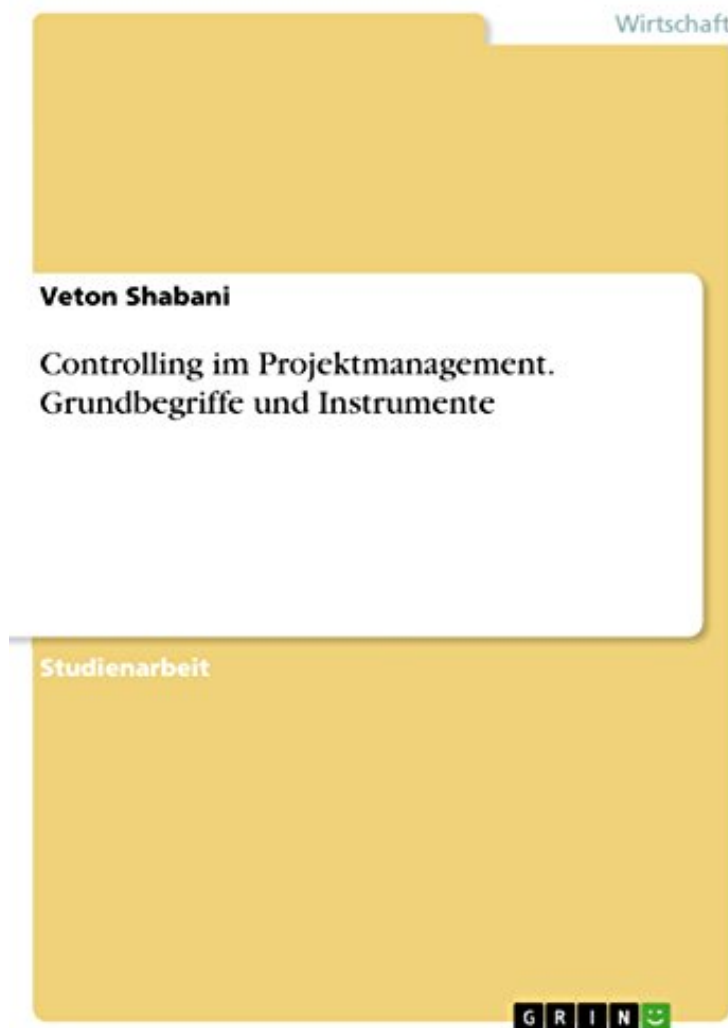 Wirtschaft
Veton Shabani
Controlling im Projektmanagement.
Grundbegriffe und Instrumente
Studienarbeit
GRIN